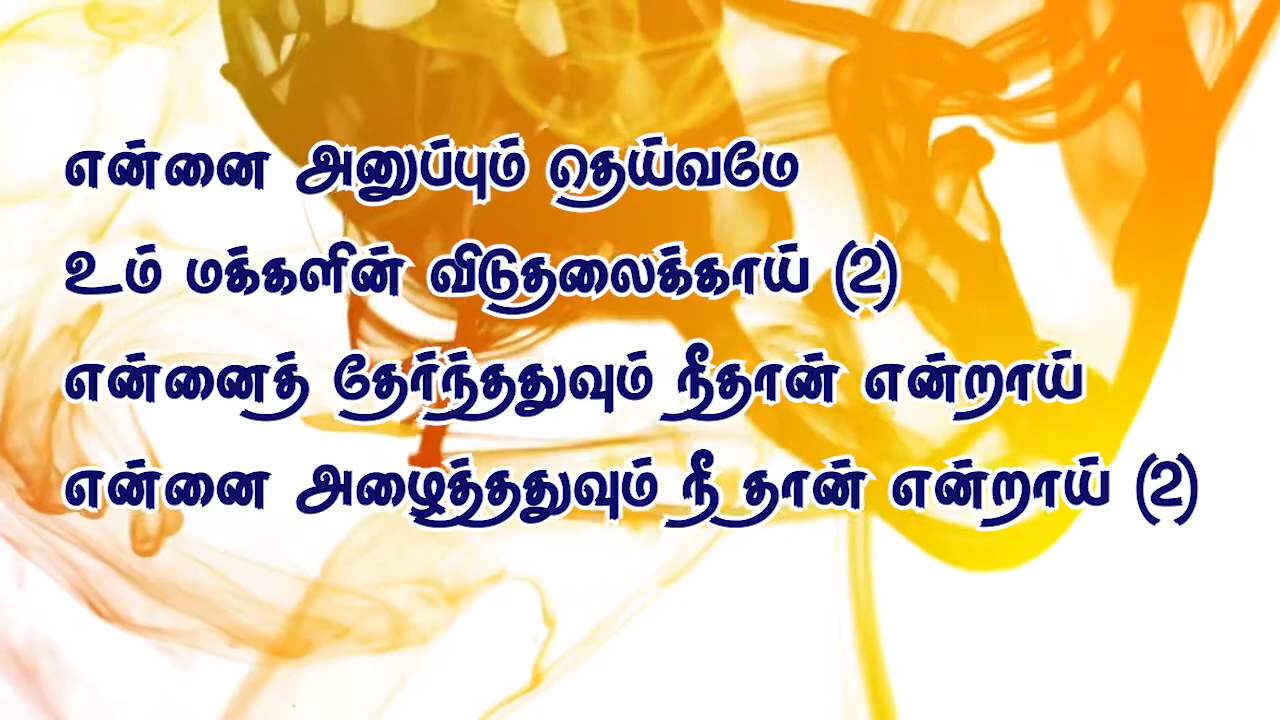 என்னை அனுப்பும் தெய்வமே
உம் மக்களின் விடுதலைக்காய் (2)
என்னைத் தேர்ந்ததுவும் நீதான் என்றாய்
என்னை அழைத்ததுவும் நீ தான் என்றாய் (2)